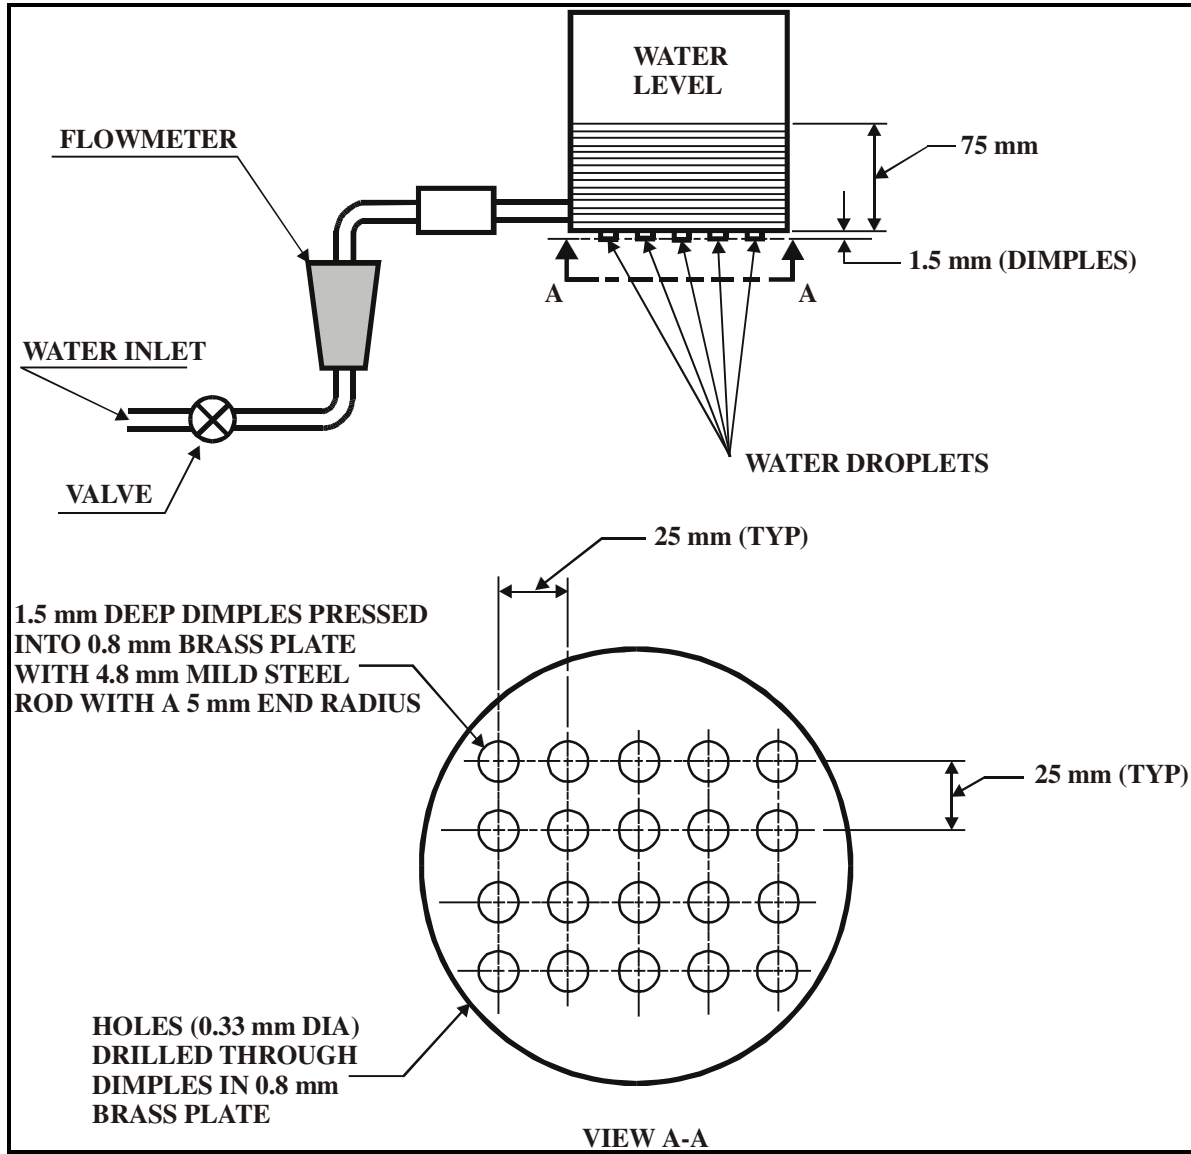 WATER
LEVEL
FLOWMETER
75 mm
1.5 mm (DIMPLES)
A
A
WATER INLET
WATER DROPLETS
VALVE
25 mm (TYP)
1.5 mm DEEP DIMPLES PRESSED
INTO 0.8 mm BRASS PLATE
WITH 4.8 mm MILD STEEL
ROD WITH A 5 mm END RADIUS
25 mm (TYP)
HOLES (0.33 mm DIA)
DRILLED THROUGH
DIMPLES IN 0.8 mm
BRASS PLATE
VIEW A-A